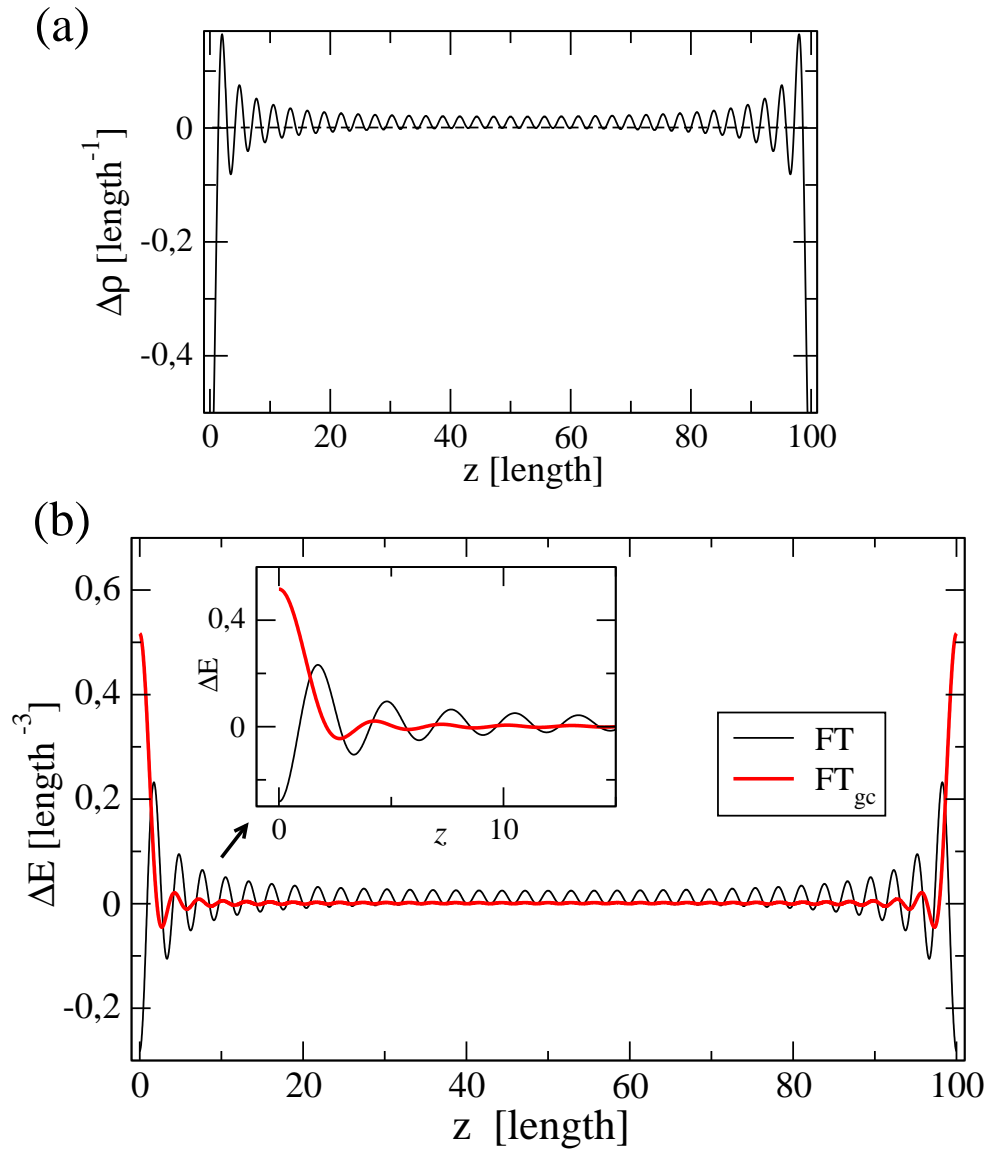 (a)
0
-0,2
-0,4
Δρ [length⁻¹]
0 20 40 60 80 100
z [length]
(b)
0,6
0,4
0,2
0
-0,2
ΔE [length⁻³]
0,4
0
ΔE
0 10
z
FT
FTgc
0 20 40 60 80 100
z [length]